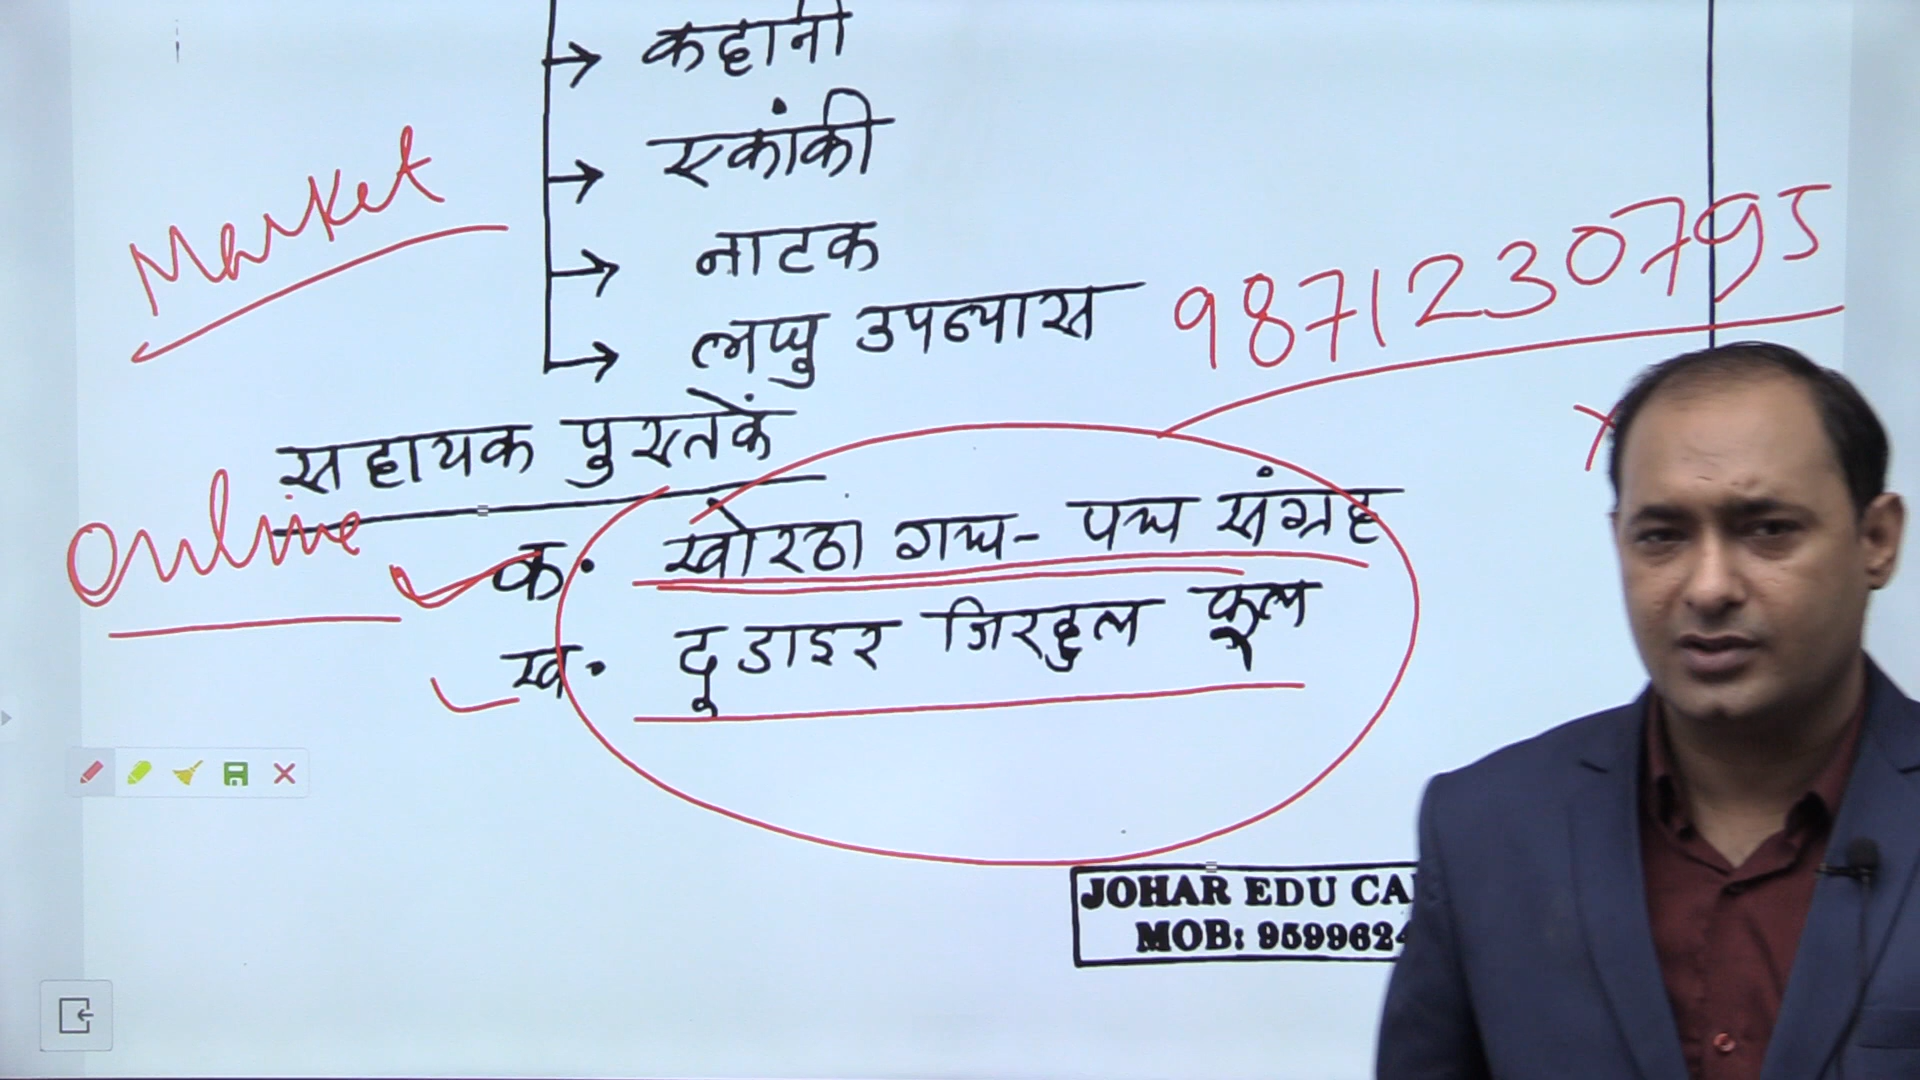 कहानी
एकांकी
नाटक
लघु उपन्यास
9871230795
Market
सहायक पुस्तकें
Online
क. खोरठा गद्य - पद्य संग्रह
ख. दू डाइर जिरहुल फूल
JOHAR EDU CA
MOB: 9599624